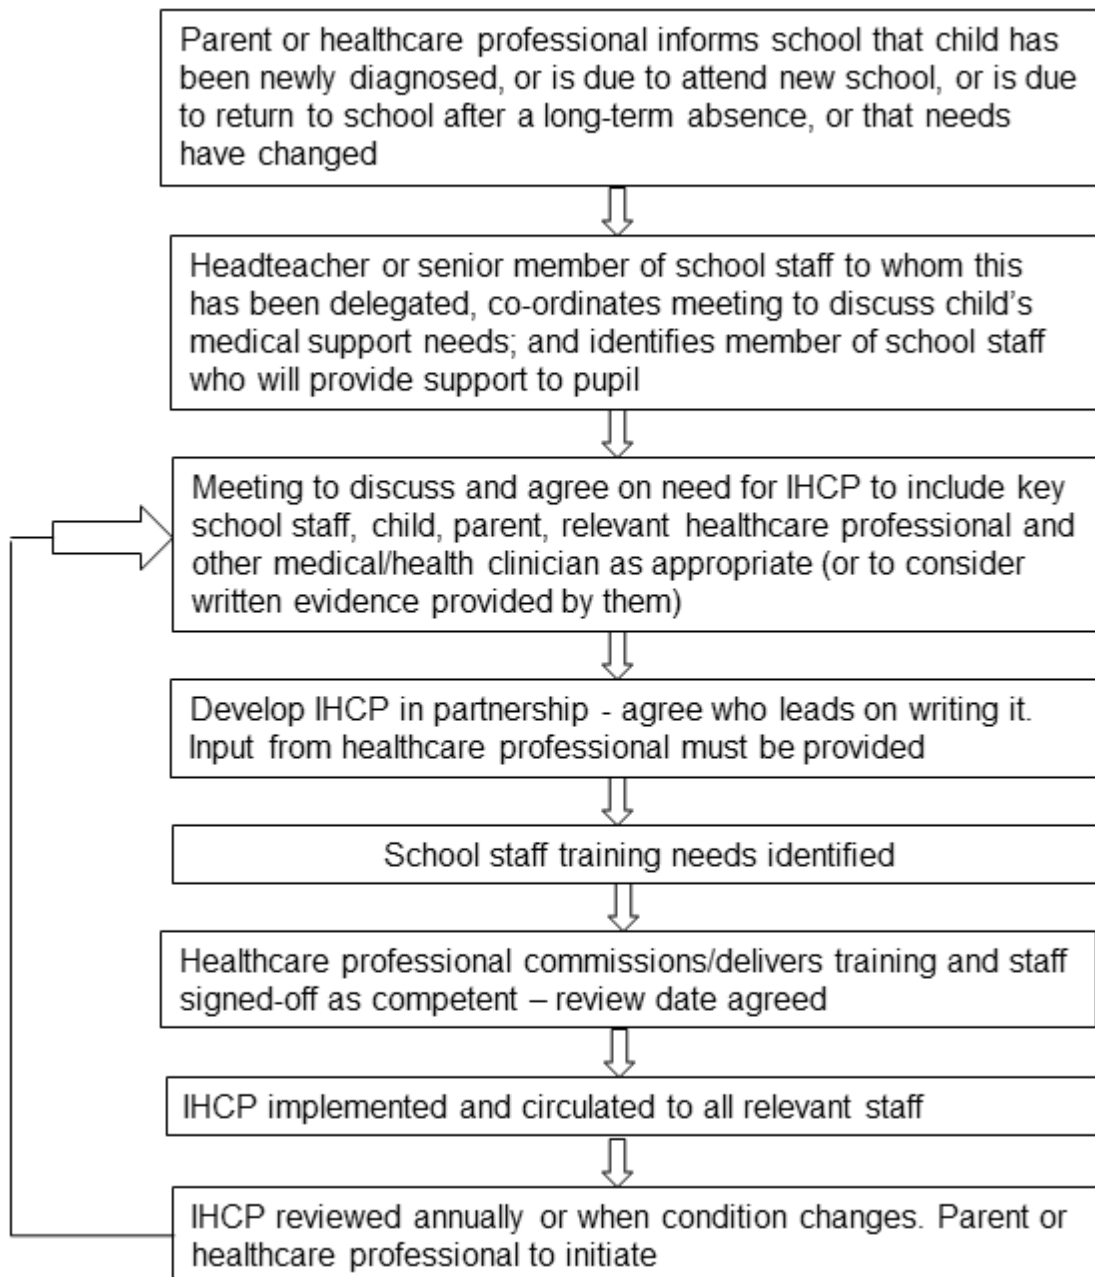 Parent or healthcare professional informs school that child has
been newly diagnosed, or is due to attend new school, or is due
to return to school after a long-term absence, or that needs
have changed
Headteacher or senior member of school staff to whom this
has been delegated, co-ordinates meeting to discuss child's
medical support needs; and identifies member of school staff
who will provide support to pupil
Meeting to discuss and agree on need for IHCP to include key
school staff, child, parent, relevant healthcare professional and
other medical/health clinician as appropriate (or to consider
written evidence provided by them)
Develop IHCP in partnership - agree who leads on writing it.
Input from healthcare professional must be provided
School staff training needs identified
Healthcare professional commissions/delivers training and staff
signed-off as competent – review date agreed
IHCP implemented and circulated to all relevant staff
IHCP reviewed annually or when condition changes. Parent or
healthcare professional to initiate